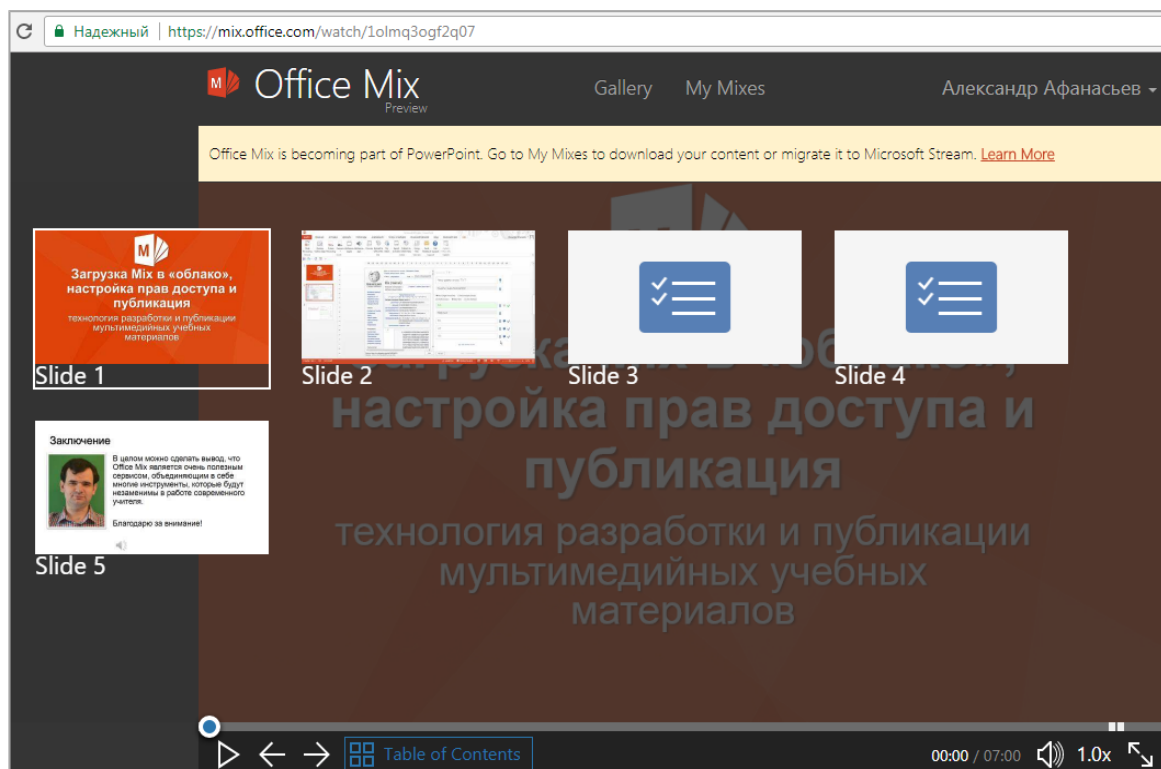 Надежный https://mix.office.com/watch/1olmq3ogf2q07
Office Mix
Preview
Gallery My Mixes Александр Афанасьев
Office Mix is becoming part of PowerPoint. Go to My Mixes to download your content or migrate it to Microsoft Stream. Learn More
M
Загрузка Mix в «облако»,
настройка прав доступа и
публикация
технология разработки и публикации
мультимедийных учебных
материалов
Slide 1
Slide 2
Slide 3
Slide 4
Заключение
В целом можно сделать вывод, что
Office Mix является очень полезным
сервисом, объединяющим в себе
многие инструменты, которые будут
незаменимы в работе современного
учителя.
Благодарю за внимание!
Slide 5
Загрузка Mix в «облако»,
настройка прав доступа и
публикация
технология разработки и публикации
мультимедийных учебных
материалов
Table of Contents
00:00 / 07:00 1.0x